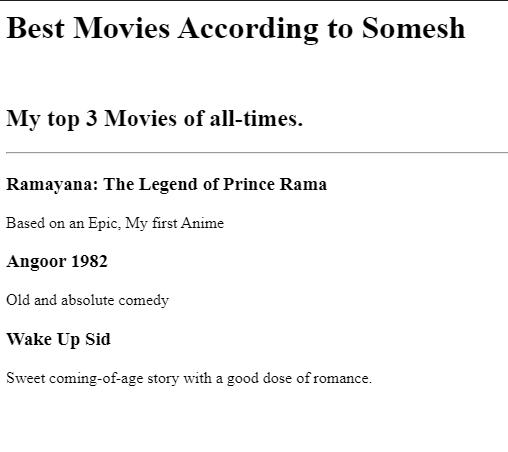 Best Movies According to Somesh
My top 3 Movies of all-times.
Ramayana: The Legend of Prince Rama
Based on an Epic, My first Anime
Angoor 1982
Old and absolute comedy
Wake Up Sid
Sweet coming-of-age story with a good dose of romance.